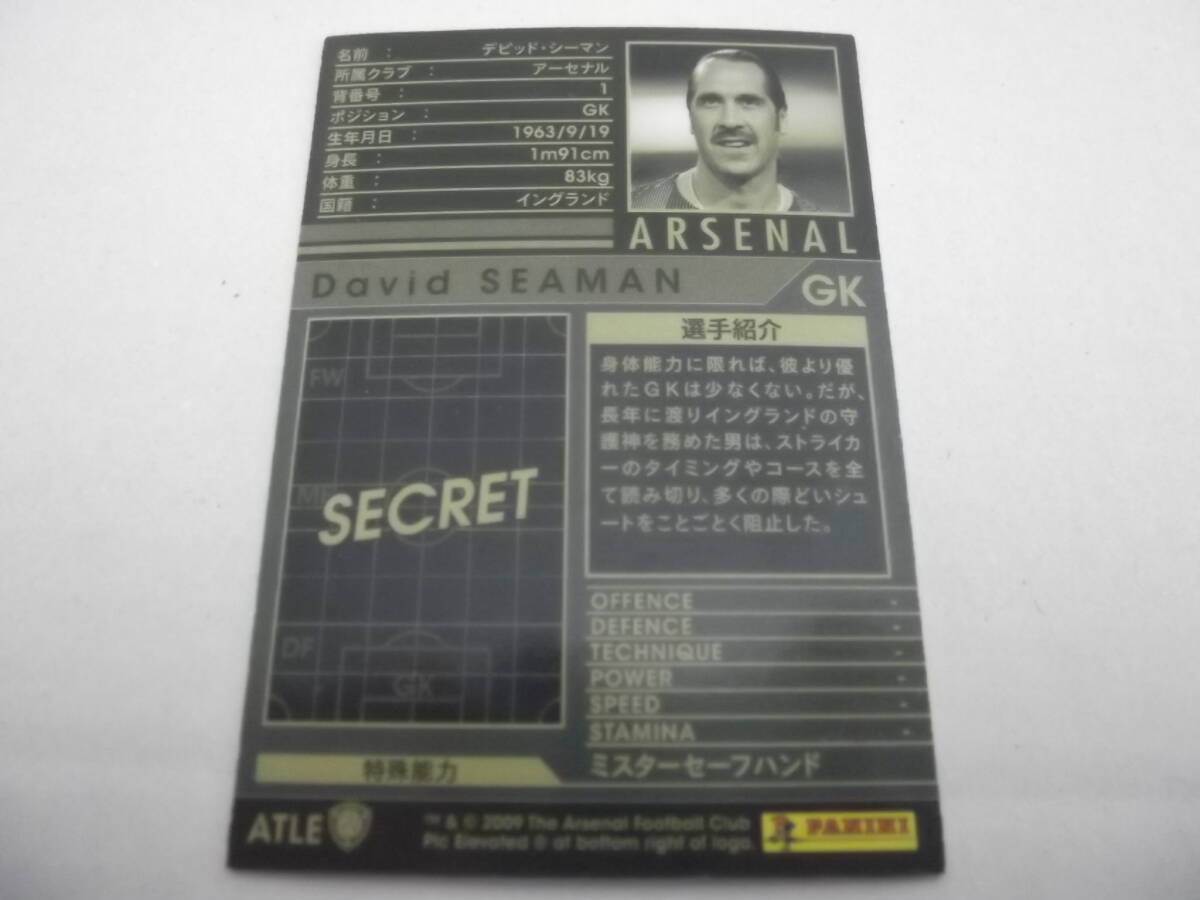 名前 : デビッド・シーマン
所属クラブ : アーセナル
背番号 : 1
ポジション : GK
生年月日 : 1963/9/19
身長 : 1m91cm
体重 : 83kg
国籍 : イングランド
ARSENAL
David SEAMAN
GK
選手紹介
身体能力に限れば、彼より優
れたGKは少なくない。だが、
長年に渡りイングランドの守
護神を務めた男は、ストライカ
ーのタイミングやコースを全
て読み切り、多くの際どいシュ
ートをことごとく阻止した。
FW
MF
SECRET
DF
GK
OFFENCE -
DEFENCE -
TECHNIQUE -
POWER -
SPEED -
STAMINA -
特殊能力
ミスターセーフハンド
ATLE
™ & © 2009 The Arsenal Football Club
Plc Elevated ® at bottom right of logo.
PANINI